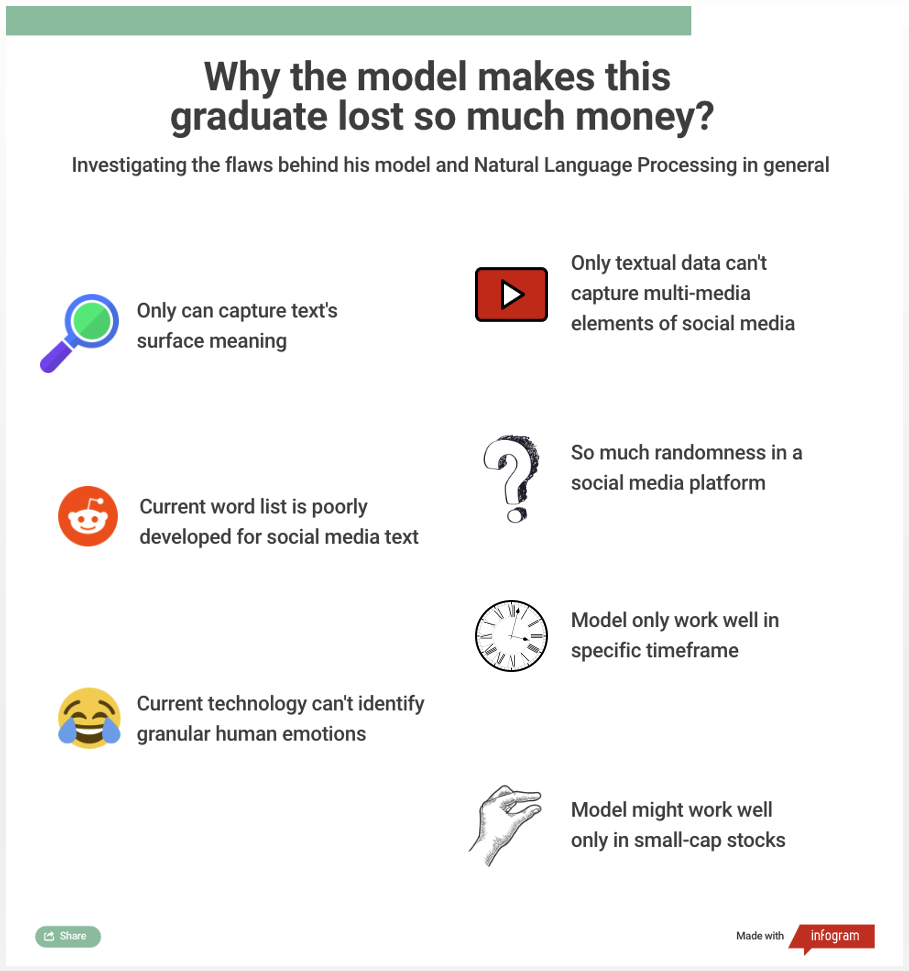 Why the model makes this
graduate lost so much money?
Investigating the flaws behind his model and Natural Language Processing in general
Only can capture text's
surface meaning
Current word list is poorly
developed for social media text
Current technology can't identify
granular human emotions
Only textual data can't
capture multi-media
elements of social media
So much randomness in a
social media platform
Model only work well in
specific timeframe
Model might work well
only in small-cap stocks
Share
Made with infogram